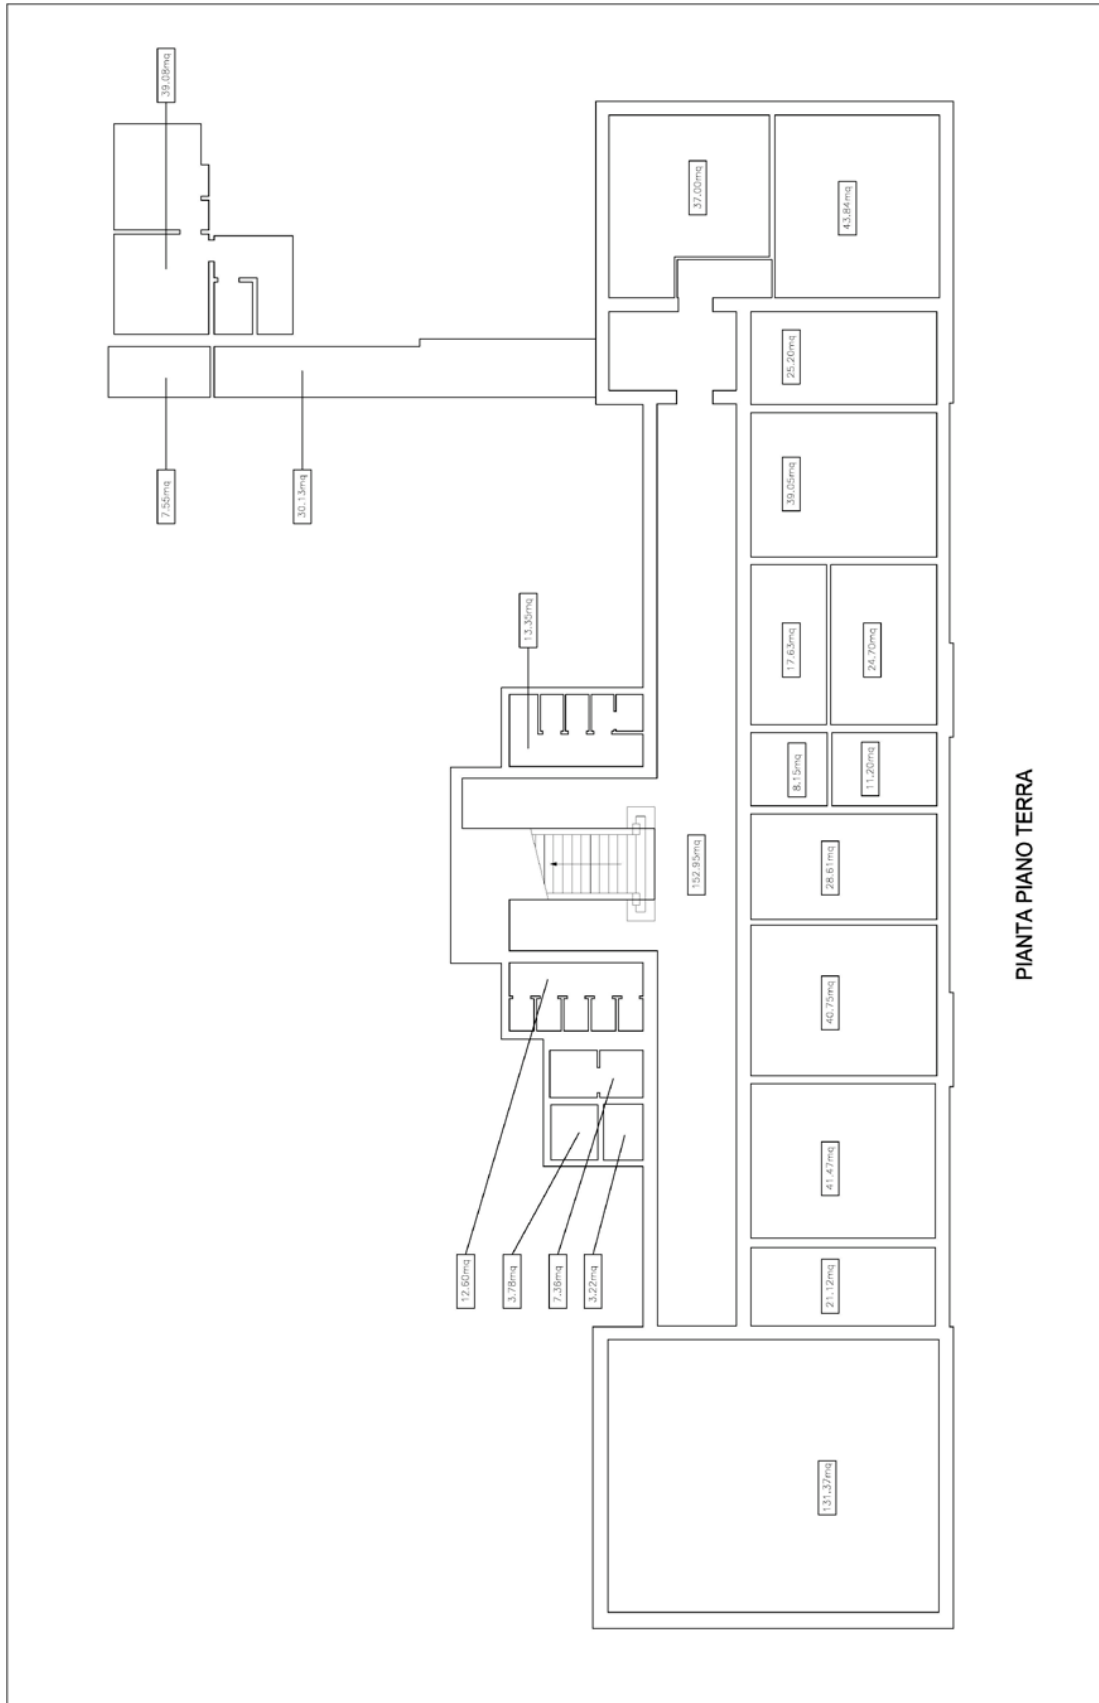 39.08mq
37.00mq
43.84mq
25.20mq
7.55mq
30.13mq
39.05mq
13.35mq
17.63mq
24.70mq
8.15mq
11.20mq
152.95mq
28.61mq
40.75mq
41.47mq
12.60mq
3.78mq
7.36mq
3.22mq
21.12mq
131.37mq
PIANTA PIANO TERRA